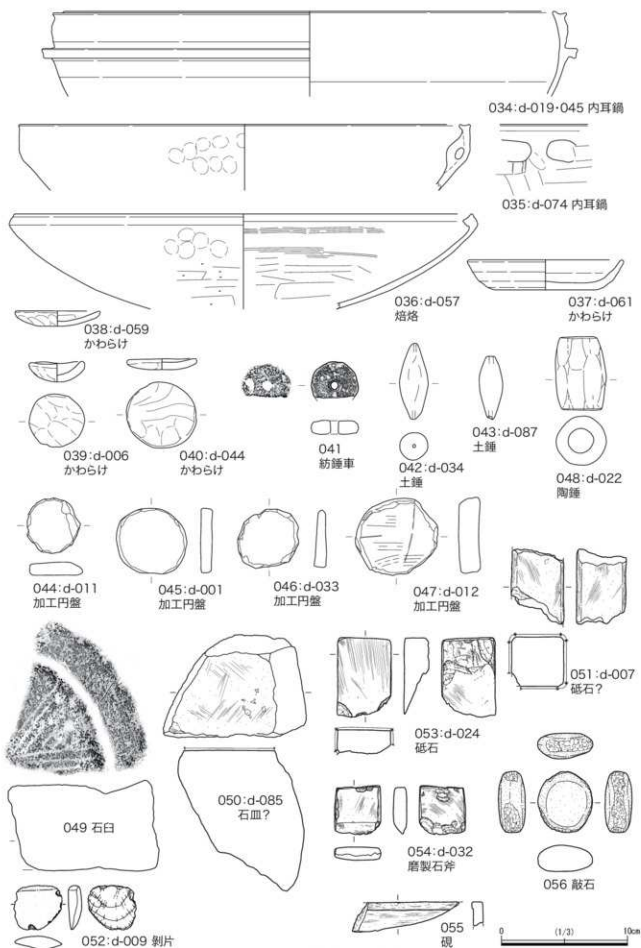 034:d-019・045 内耳鍋
035:d-074 内耳鍋
036:d-057
焙烙
037:d-061
かわらけ
038:d-059
かわらけ
039:d-006
かわらけ
040:d-044
かわらけ
041
紡錘車
042:d-034
土錘
043:d-087
土錘
048:d-022
陶錘
044:d-011
加工円盤
045:d-001
加工円盤
046:d-033
加工円盤
047:d-012
加工円盤
051:d-007
砥石?
053:d-024
砥石
050:d-085
石皿?
049 石臼
054:d-032
磨製石斧
056 敲石
052:d-009 剝片
055
硯
0 (1/3) 10cm